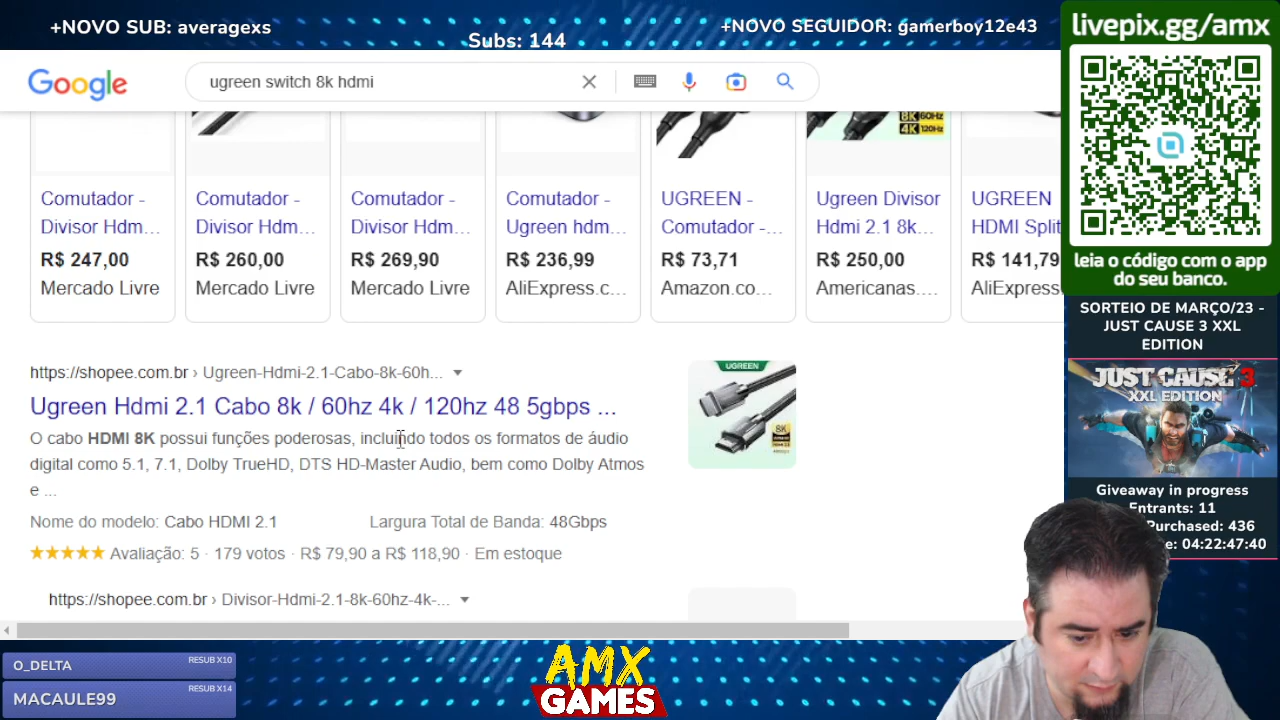 +NOVO SUB: averagexs
Subs: 144
+NOVO SEGUIDOR: gamerboy12e43
livepix.gg/amx
leia o código com o app
do seu banco.
SORTEIO DE MARÇO/23 -
JUST CAUSE 3 XXL
EDITION
JUST CAUSE 3
XXL EDITION
Giveaway in progress
Entrants: 11
Purchased: 436
04:22:47:40
Google
ugreen switch 8k hdmi
8K 60Hz
4K 120Hz
Comutador -
Divisor Hdm...
R$ 247,00
Mercado Livre
Comutador -
Divisor Hdm...
R$ 260,00
Mercado Livre
Comutador -
Divisor Hdm...
R$ 269,90
Mercado Livre
Comutador -
Ugreen hdm...
R$ 236,99
AliExpress.c...
UGREEN -
Comutador -...
R$ 73,71
Amazon.co...
Ugreen Divisor
Hdmi 2.1 8k...
R$ 250,00
Americanas....
UGREEN
HDMI Split
R$ 141,79
AliExpress
https://shopee.com.br › Ugreen-Hdmi-2.1-Cabo-8k-60h...
Ugreen Hdmi 2.1 Cabo 8k / 60hz 4k / 120hz 48 5gbps ...
O cabo HDMI 8K possui funções poderosas, incluindo todos os formatos de áudio
digital como 5.1, 7.1, Dolby TrueHD, DTS HD-Master Audio, bem como Dolby Atmos
e ...
Nome do modelo: Cabo HDMI 2.1
Largura Total de Banda: 48Gbps
Avaliação: 5 · 179 votos · R$ 79,90 a R$ 118,90 · Em estoque
UGREEN
8K
https://shopee.com.br › Divisor-Hdmi-2.1-8k-60hz-4k-...
O_DELTA
RESUB X10
MACAULE99
RESUB X14
AMX
GAMES